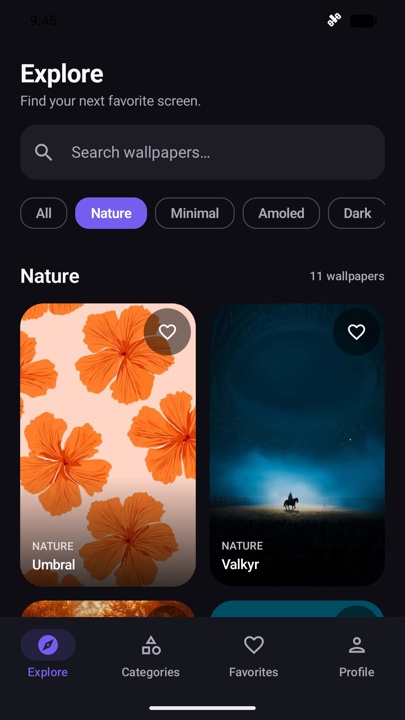 9:45
Explore
Find your next favorite screen.
Search wallpapers...
All
Nature
Minimal
Amoled
Dark
Nature
11 wallpapers
NATURE
Umbral
NATURE
Valkyr
Explore
Categories
Favorites
Profile